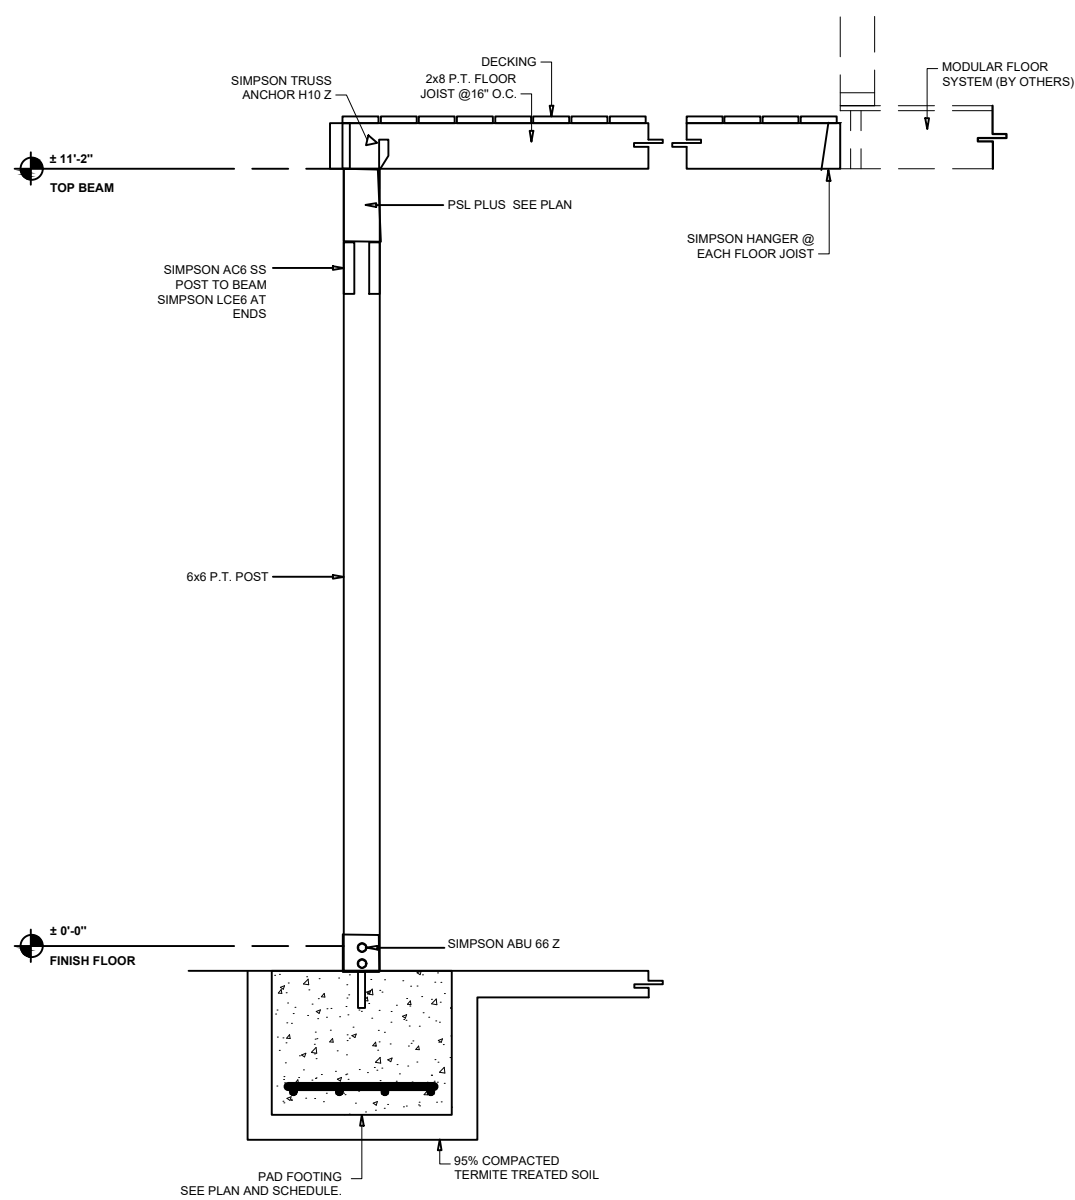 DECKING
SIMPSON TRUSS
ANCHOR H10 Z
2x8 P.T. FLOOR
JOIST @16" O.C.
MODULAR FLOOR
SYSTEM (BY OTHERS)
± 11'-2"
TOP BEAM
PSL PLUS SEE PLAN
SIMPSON HANGER @
EACH FLOOR JOIST
SIMPSON AC6 SS
POST TO BEAM
SIMPSON LCE6 AT
ENDS
6x6 P.T. POST
± 0'-0"
FINISH FLOOR
SIMPSON ABU 66 Z
PAD FOOTING
SEE PLAN AND SCHEDULE.
95% COMPACTED
TERMITE TREATED SOIL